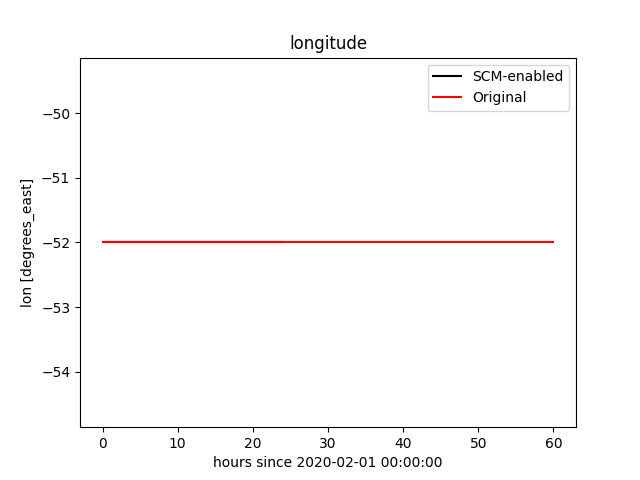 longitude
SCM-enabled
Original
−50
−51
−52
−53
−54
lon [degrees_east]
0 10 20 30 40 50 60
hours since 2020-02-01 00:00:00